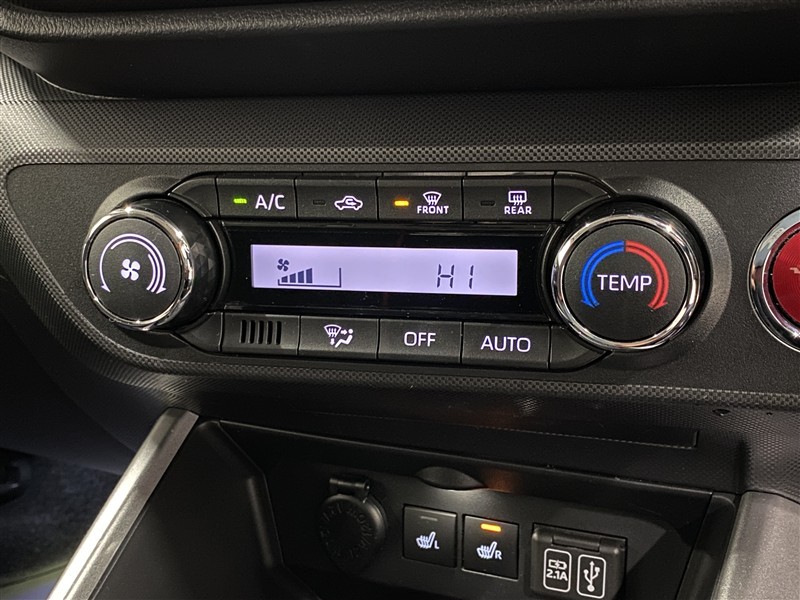 A/C
FRONT
REAR
HI
TEMP
OFF
AUTO
L
R
2.1A